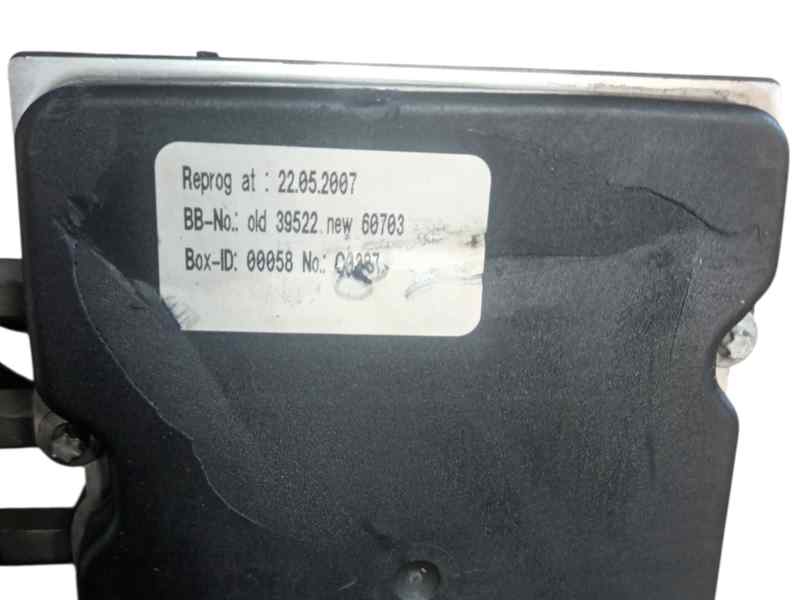 Reprog at : 22.05.2007
BB-No.: old 39522 new 60703
Box-ID: 00058 No.: